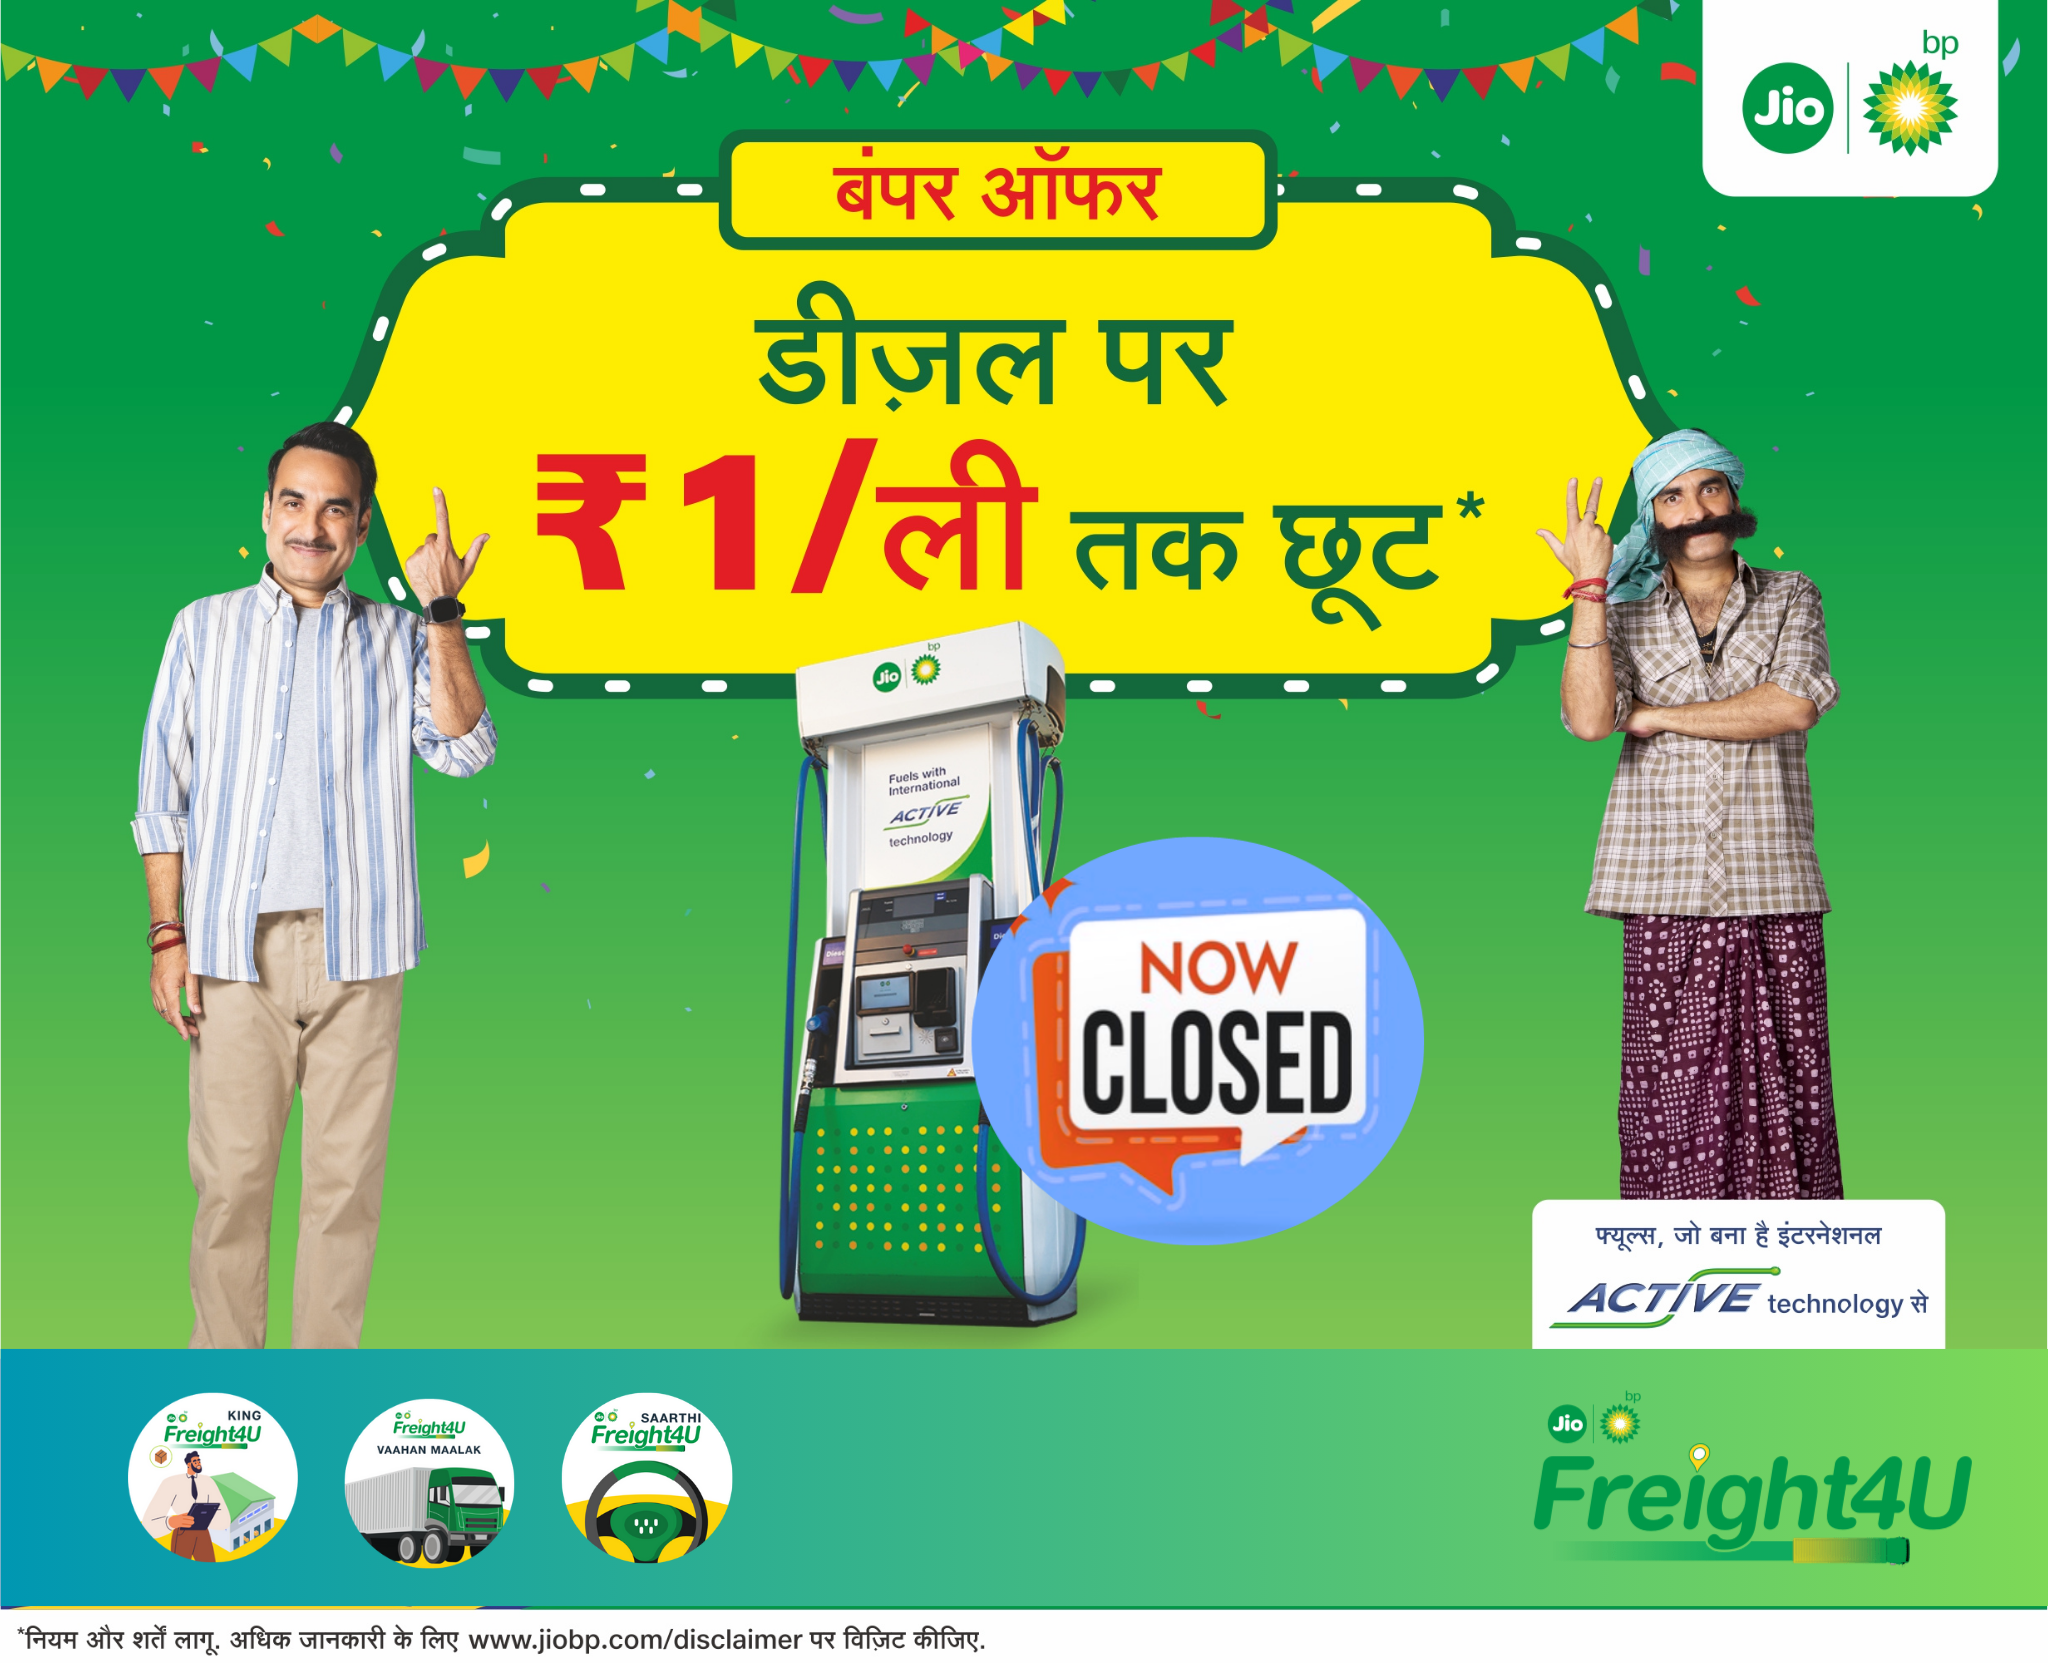 bp
Jio
बंपर ऑफर
डीज़ल पर
₹1/ली तक छूट*
bp
Jio
Fuels with
International
ACTIVE
technology
NOW
CLOSED
फ्यूल्स, जो बना है इंटरनेशनल
ACTIVE technology से
KING
Freight4U
Freight4U
VAAHAN MAALAK
SAARTHI
Freight4U
bp
Jio
Freight4U
*नियम और शर्तें लागू. अधिक जानकारी के लिए www.jiobp.com/disclaimer पर विज़िट कीजिए.